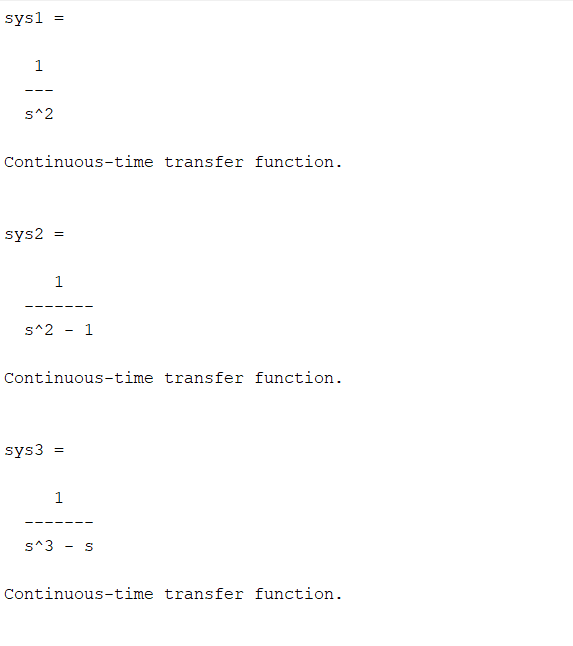 sys1 =
1
---
s^2
Continuous-time transfer function.
sys2 =
1
-------
s^2 - 1
Continuous-time transfer function.
sys3 =
1
-------
s^3 - s
Continuous-time transfer function.